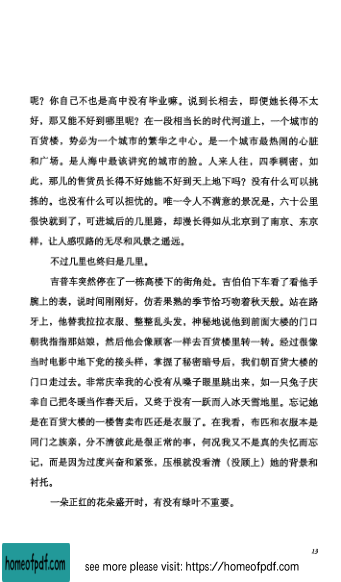 呢？你自己不也是高中没有毕业嘛。说到长相去，即便她长得不太
好，那又能不好到哪里呢？在一段相当长的时代河道上，一个城市的
百货楼，势必为一个城市的繁华之中心。是一个城市最热闹的心脏
和广场。是人海中最该讲究的城市的脸。人来人往，四季稠密，如
此，那儿的售货员长得不好她能不好到天上地下吗？没有什么可以挑
拣的。也没有什么可以担忧的。唯一令人不满意的景况是，六十公里
很快就到了，可进城后的几里路，却漫长得如从北京到了南京、东京
样，让人感叹路的无尽和风景之遥远。
不过几里也终归是几里。
吉普车突然停在了一栋高楼下的街角处。吉伯伯下车看了看他手
腕上的表，说时间刚刚好，仿若果熟的季节恰巧吻着秋天般。站在路
牙上，他替我拉拉衣服、整整乱头发，神秘地说他到前面大楼的门口
朝我指指那姑娘，然后他会像顾客一样去百货楼里转一转。经过很像
当时电影中地下党的接头样，掌握了秘密暗号后，我们朝百货大楼的
门口走过去。非常庆幸我的心没有从嗓子眼里跳出来，如一只兔子庆
幸自己把冬暖当作春天后，又终于没有一跃而入冰天雪地里。忘记她
是在百货大楼的一楼售卖布匹还是衣服了。在我看，布匹和衣服本是
同门之族亲，分不清彼此是很正常的事，何况我又不是真的失忆而忘
记，而是因为过度兴奋和紧张，压根就没看清（没顾上）她的背景和
衬托。
一朵正红的花朵盛开时，有没有绿叶不重要。
13
homeofpdf.com
see more please visit: https://homeofpdf.com